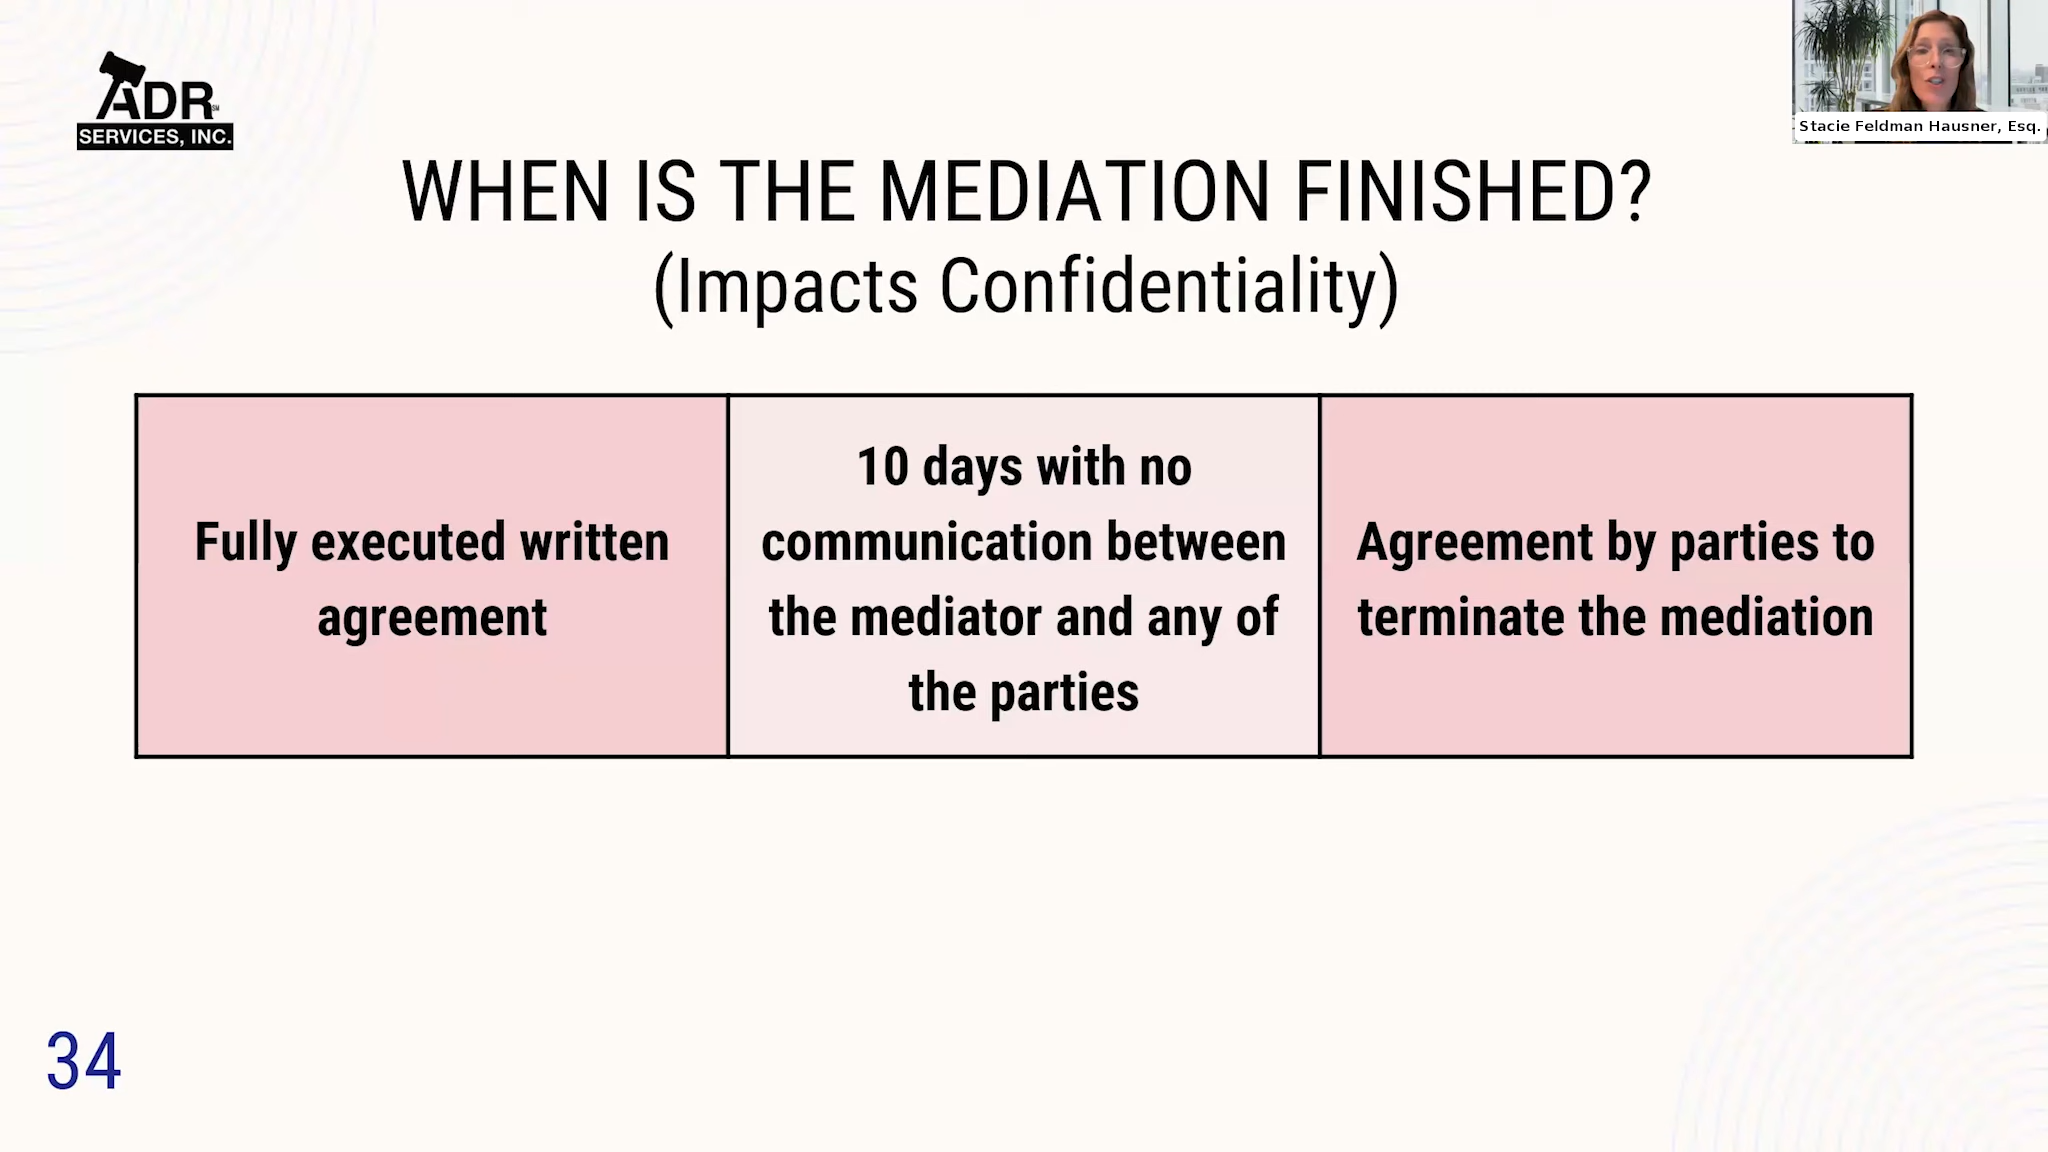 ADR
SM
SERVICES, INC.
Stacie Feldman Hausner, Esq.
WHEN IS THE MEDIATION FINISHED?
(Impacts Confidentiality)
Fully executed written
agreement
10 days with no
communication between
the mediator and any of
the parties
Agreement by parties to
terminate the mediation
34